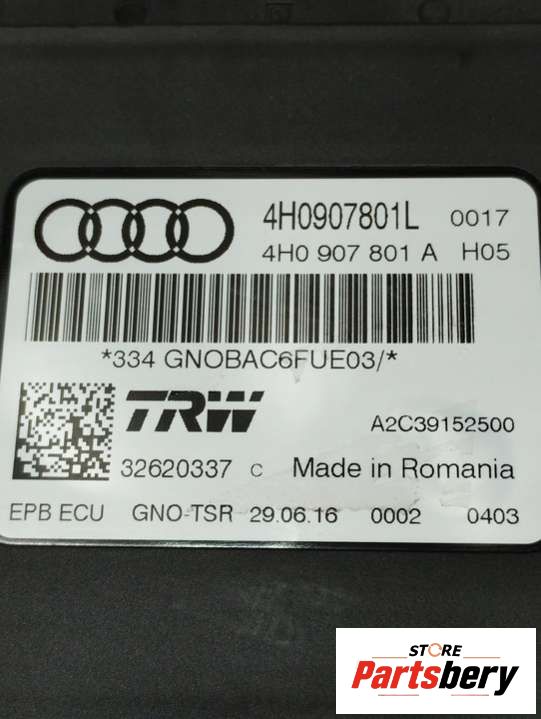 4H0907801L 0017
4H0 907 801 A H05
*334 GNOBAC6FUE03/*
TRW A2C39152500
32620337 C Made in Romania
EPB ECU GNO-TSR 29.06.16 0002 0403
STORE
Partsbery